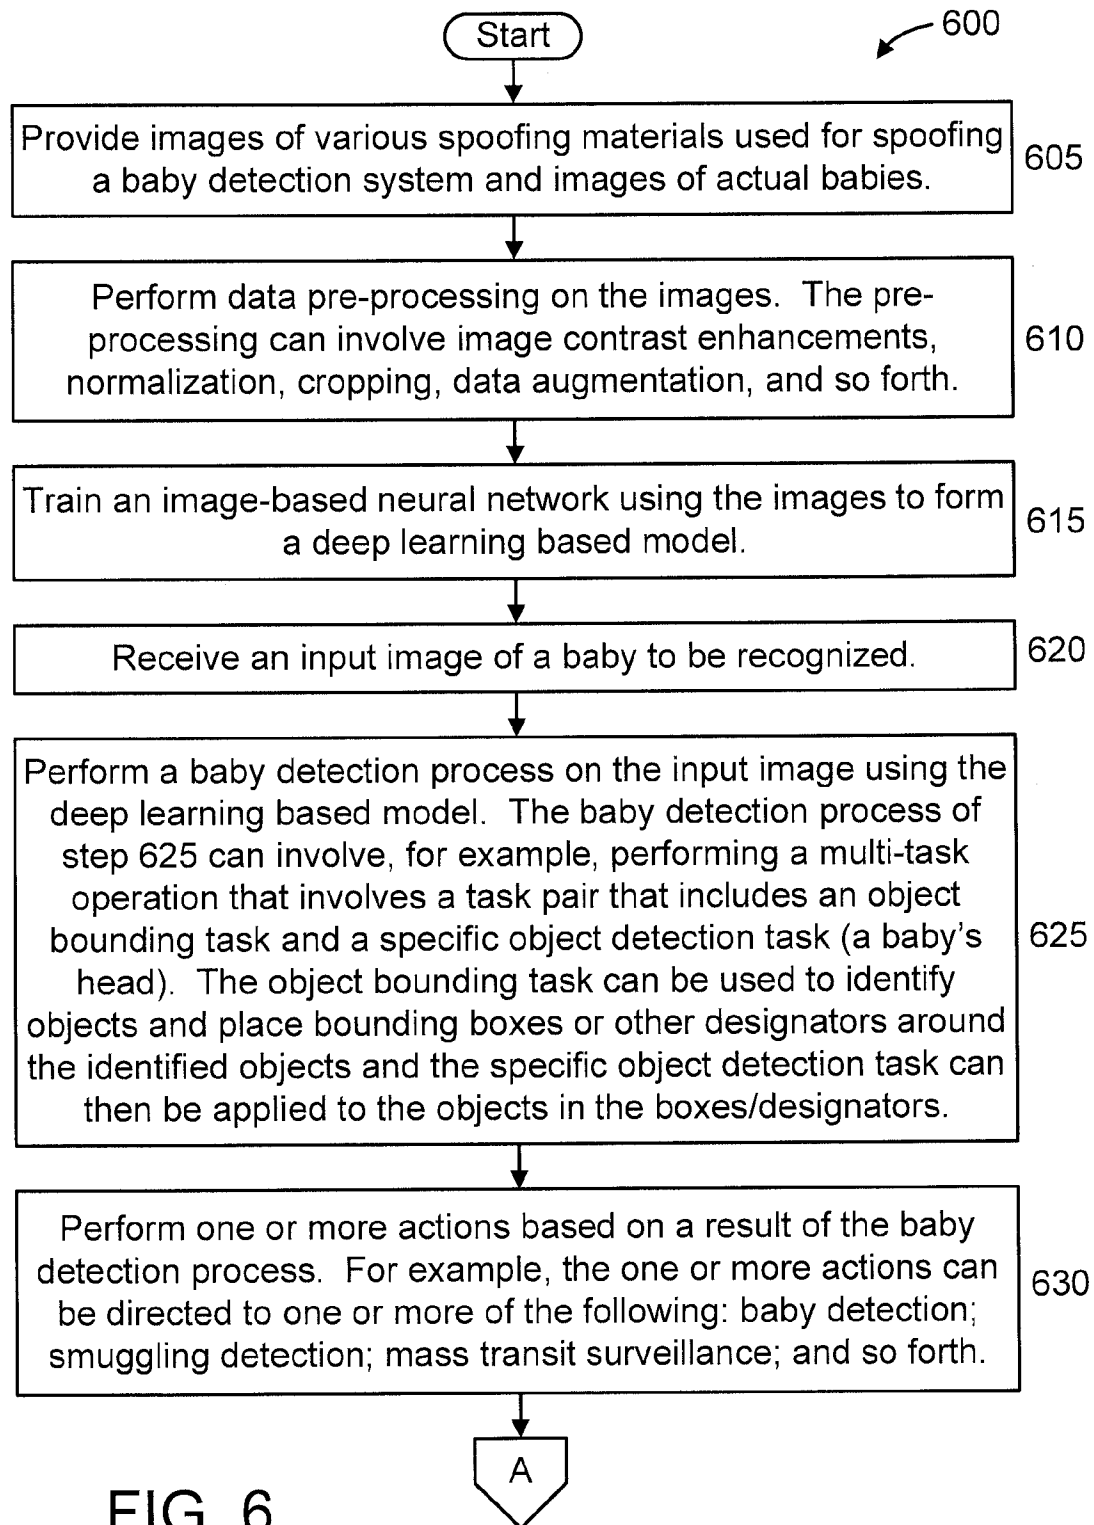 Start
600
Provide images of various spoofing materials used for spoofing
a baby detection system and images of actual babies.
605
Perform data pre-processing on the images. The pre-
processing can involve image contrast enhancements,
normalization, cropping, data augmentation, and so forth.
610
Train an image-based neural network using the images to form
a deep learning based model.
615
Receive an input image of a baby to be recognized.
620
Perform a baby detection process on the input image using the
deep learning based model. The baby detection process of
step 625 can involve, for example, performing a multi-task
operation that involves a task pair that includes an object
bounding task and a specific object detection task (a baby's
head). The object bounding task can be used to identify
objects and place bounding boxes or other designators around
the identified objects and the specific object detection task can
then be applied to the objects in the boxes/designators.
625
Perform one or more actions based on a result of the baby
detection process. For example, the one or more actions can
be directed to one or more of the following: baby detection;
smuggling detection; mass transit surveillance; and so forth.
630
A
FIG. 6